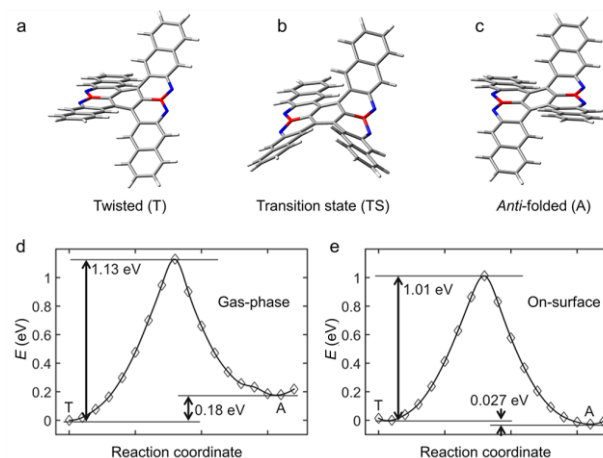 a
b
c
Twisted (T)
Transition state (TS)
Anti-folded (A)
d
e
1.13 eV
Gas-phase
0.18 eV
T
A
1
0.8
0.6
0.4
0.2
0
E (eV)
Reaction coordinate
1.01 eV
On-surface
0.027 eV
T
A
1
0.8
0.6
0.4
0.2
0
E (eV)
Reaction coordinate